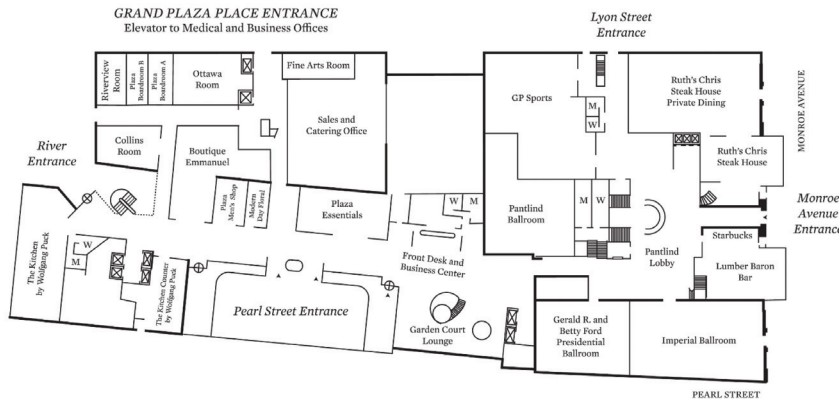 GRAND PLAZA PLACE ENTRANCE
Elevator to Medical and Business Offices
Lyon Street
Entrance
Riverview
Room
Plaza
Boardroom B
Plaza
Boardroom A
Ottawa
Room
Fine Arts Room
Sales and
Catering Office
GP Sports
M
W
Ruth's Chris
Steak House
Private Dining
MONROE AVENUE
River
Entrance
Collins
Room
Boutique
Emmanuel
Ruth's Chris
Steak House
Plaza
Men's Shop
Modern
Day Floral
Plaza
Essentials
W
M
Pantlind
Ballroom
M
W
Monroe
Avenue
Entrance
Starbucks
The Kitchen
by Wolfgang Puck
W
M
The Kitchen Counter
by Wolfgang Puck
Front Desk and
Business Center
Pantlind
Lobby
Lumber Baron
Bar
Pearl Street Entrance
Garden Court
Lounge
Gerald R. and
Betty Ford
Presidential
Ballroom
Imperial Ballroom
PEARL STREET